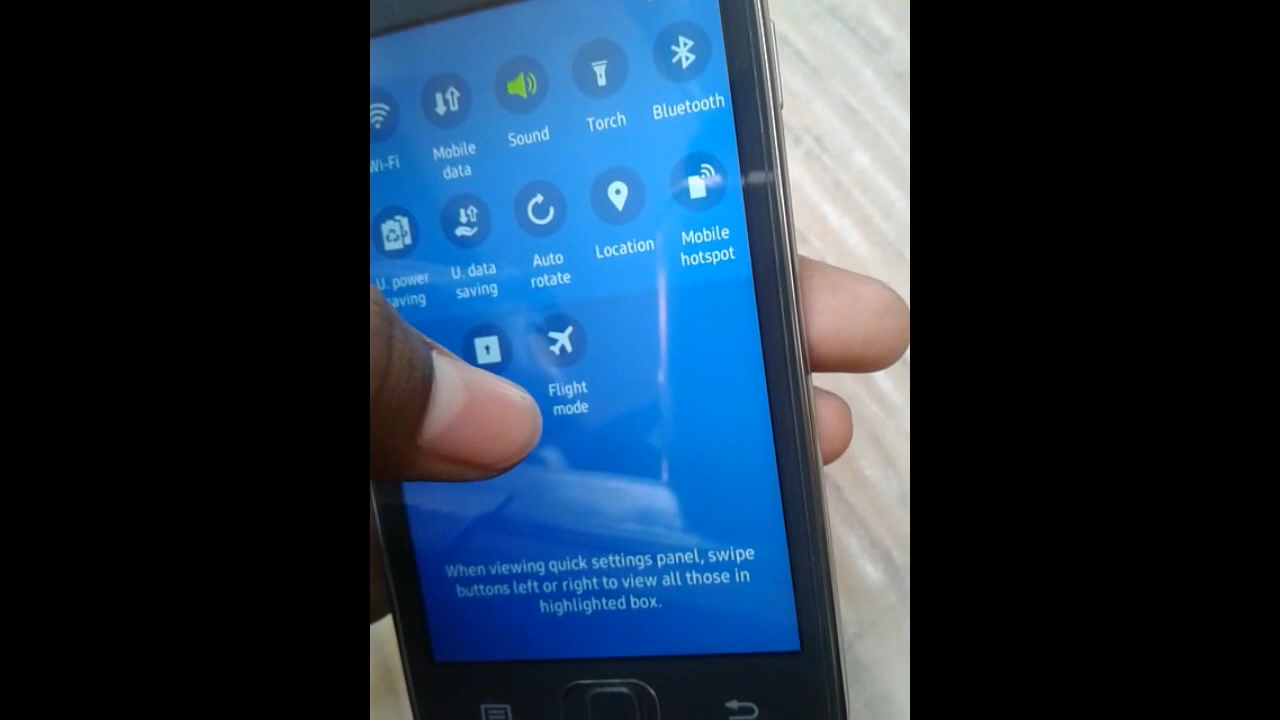 Wi-Fi
Mobile
data
Sound
Torch
Bluetooth
U. power
saving
U. data
saving
Auto
rotate
Location
Mobile
hotspot
Flight
mode
When viewing quick settings panel, swipe
buttons left or right to view all those in
highlighted box.